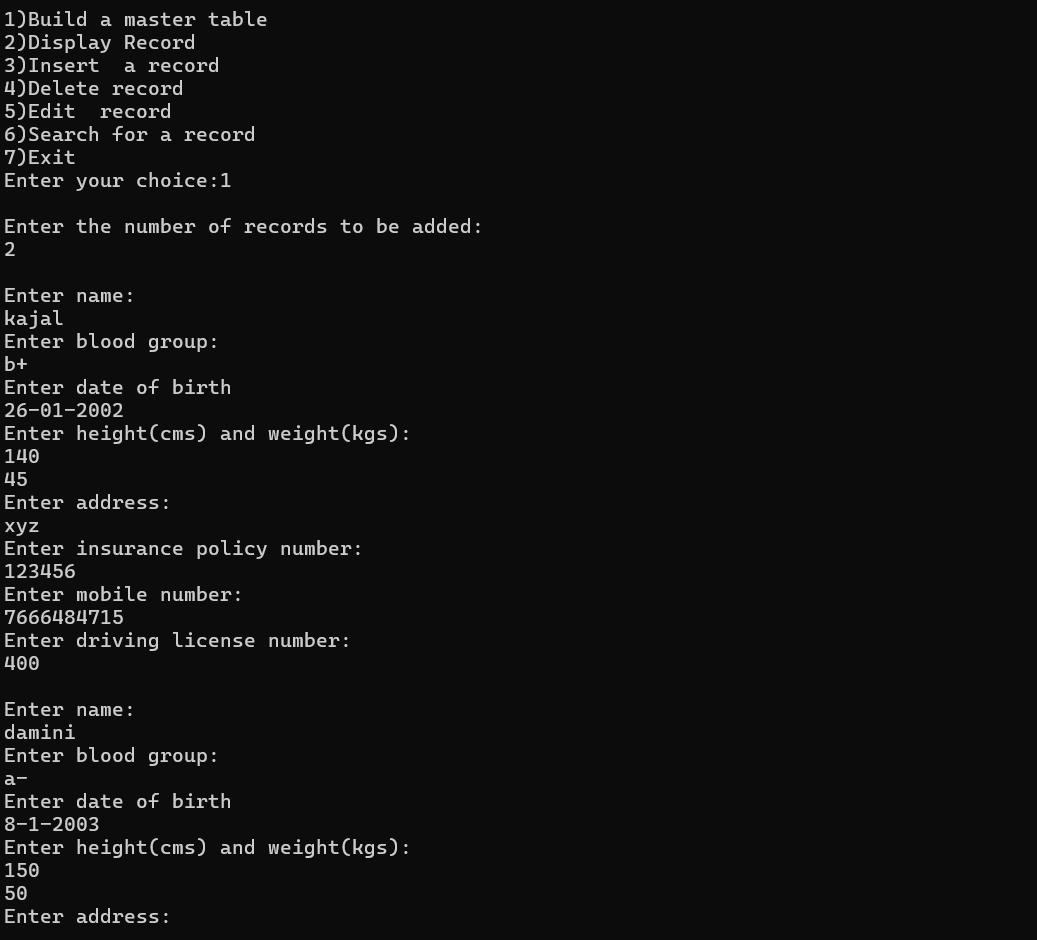 1)Build a master table
2)Display Record
3)Insert  a record
4)Delete record
5)Edit  record
6)Search for a record
7)Exit
Enter your choice:1
Enter the number of records to be added:
2
Enter name:
kajal
Enter blood group:
b+
Enter date of birth
26-01-2002
Enter height(cms) and weight(kgs):
140
45
Enter address:
xyz
Enter insurance policy number:
123456
Enter mobile number:
7666484715
Enter driving license number:
400
Enter name:
damini
Enter blood group:
a-
Enter date of birth
8-1-2003
Enter height(cms) and weight(kgs):
150
50
Enter address: